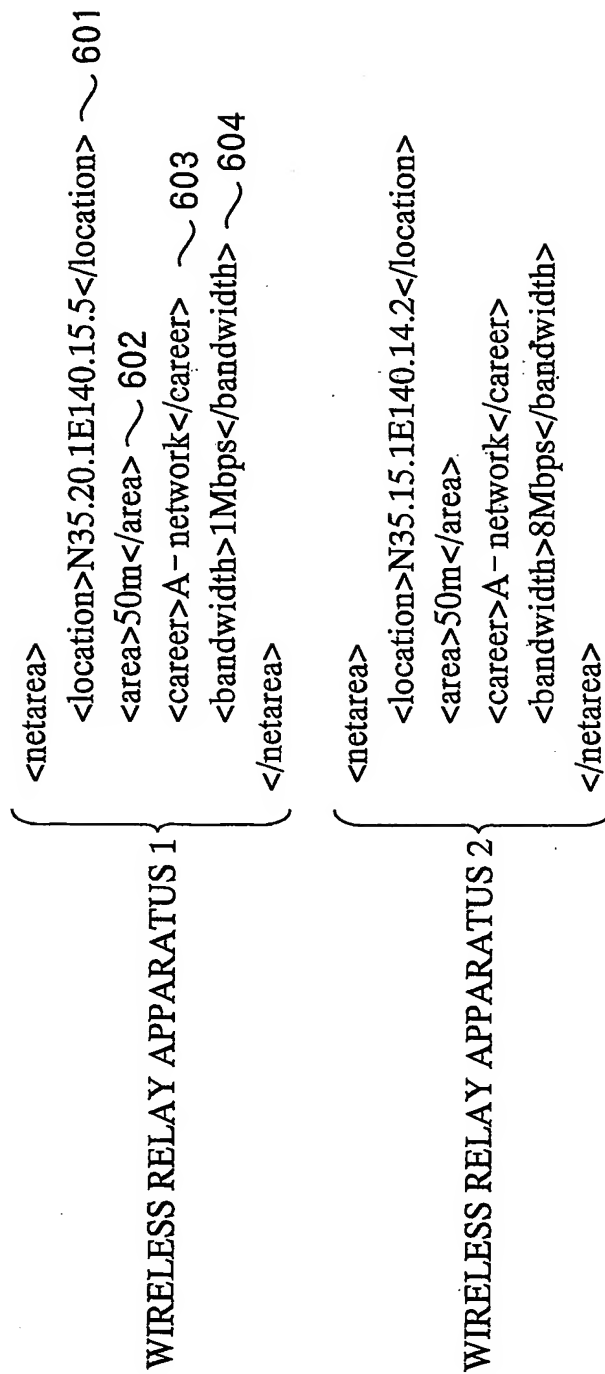 WIRELESS RELAY APPARATUS 1
<netarea>
<location>N35.20.1E140.15.5</location> ~ 601
<area>50m</area> ~ 602
<career>A- network</career> ~ 603
<bandwidth>1Mbps</bandwidth> ~ 604
</netarea>
WIRELESS RELAY APPARATUS 2
<netarea>
<location>N35.15.1E140.14.2</location>
<area>50m</area>
<career>A- network</career>
<bandwidth>8Mbps</bandwidth>
</netarea>